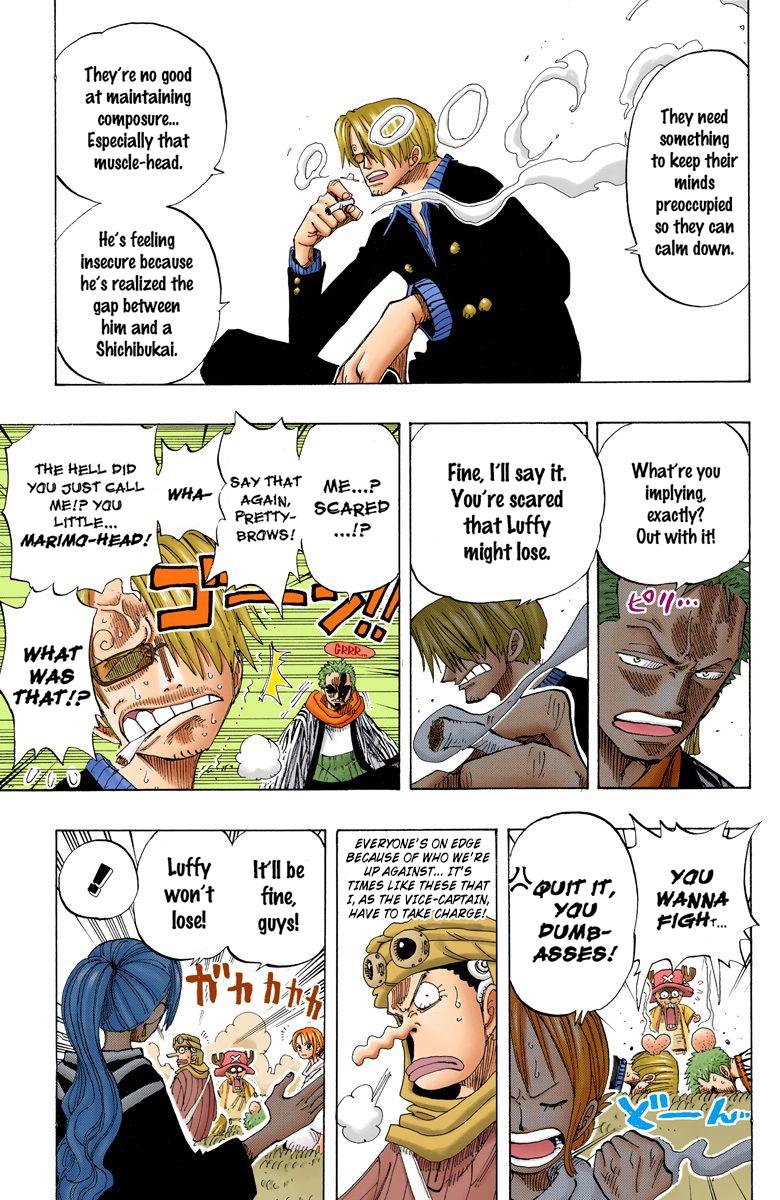 They need
something
to keep their
minds
preoccupied
so they can
calm down.
They're no good
at maintaining
composure...
Especially that
muscle-head.
He's feeling
insecure because
he's realized the
gap between
him and a
Shichibukai.
What're you
implying,
exactly?
Out with it!
ピリ...
Fine, I'll say it.
You're scared
that Luffy
might lose.
ME...?
SCARED
...!?
SAY THAT
AGAIN,
PRETTY-
BROWS!
WHA-
THE HELL DID
YOU JUST CALL
ME!? YOU
LITTLE...
MARIMO-HEAD!
ゴーーン!!
GRRR...
WHAT
WAS
THAT!?
YOU
WANNA
FIGHT...
QUIT IT,
YOU
DUMB-
ASSES!
どーーん
EVERYONE'S ON EDGE
BECAUSE OF WHO WE'RE
UP AGAINST... IT'S
TIMES LIKE THESE THAT
I, AS THE VICE-CAPTAIN,
HAVE TO TAKE CHARGE!
It'll be
fine,
guys!
Luffy
won't
lose!
!
ガカカカカ